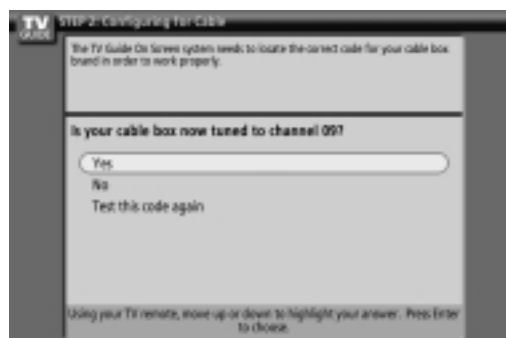 TV
GUIDE
STEP 2: Configuring for Cable
The TV Guide On Screen system needs to locate the correct code for your cable box
brand in order to work properly.
Is your cable box now tuned to channel 09?
Yes
No
Test this code again
Using your TV remote, move up or down to highlight your answer. Press Enter
to choose.